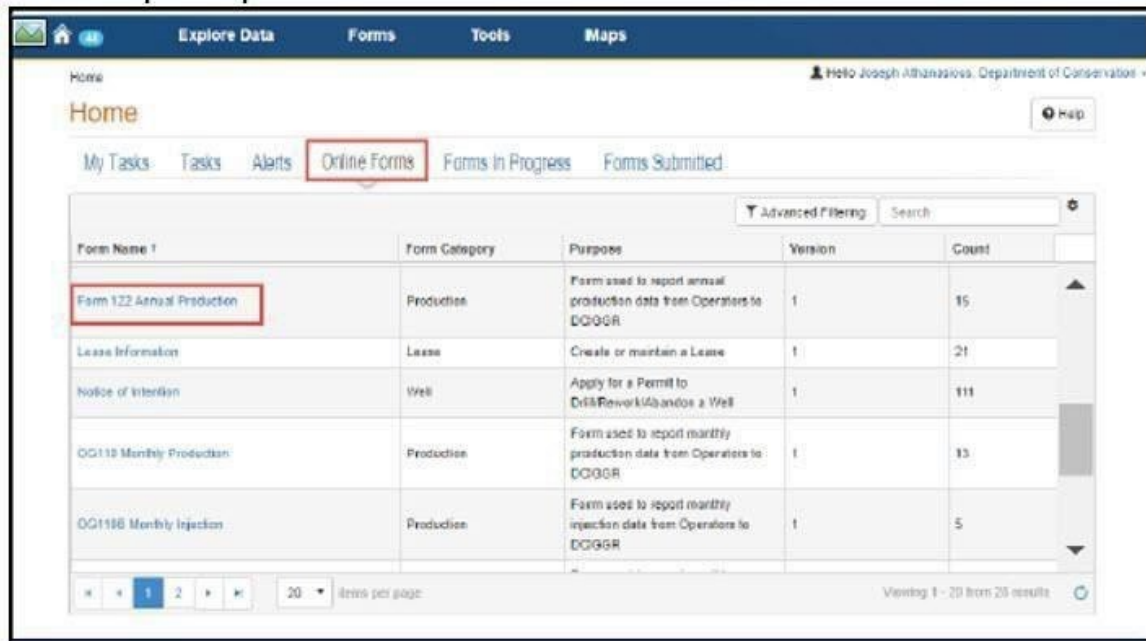 Explore Data Forms Tools Maps
Home
Hello Joseph Athanasious, Department of Conservation
Home
Help
My Tasks Tasks Alerts Online Forms Forms In Progress Forms Submitted
Advanced Filtering Search
Form Name Form Category Purpose Version Count
Form 122 Annual Production Production Form used to report annual
production data from Operators to
1 15
Lease Information Lease Create or maintain a Lease 1 21
Notice of Intention Well Apply for a Permit to
Drill/Rework/Abandon a Well
1 111
OG110 Monthly Production Production Form used to report monthly
production data from Operators to
1 13
OG110B Monthly Injection Production Form used to report monthly
injection data from Operators to
1 5
1 2 20 items per page
Viewing 1 - 20 from 26 results